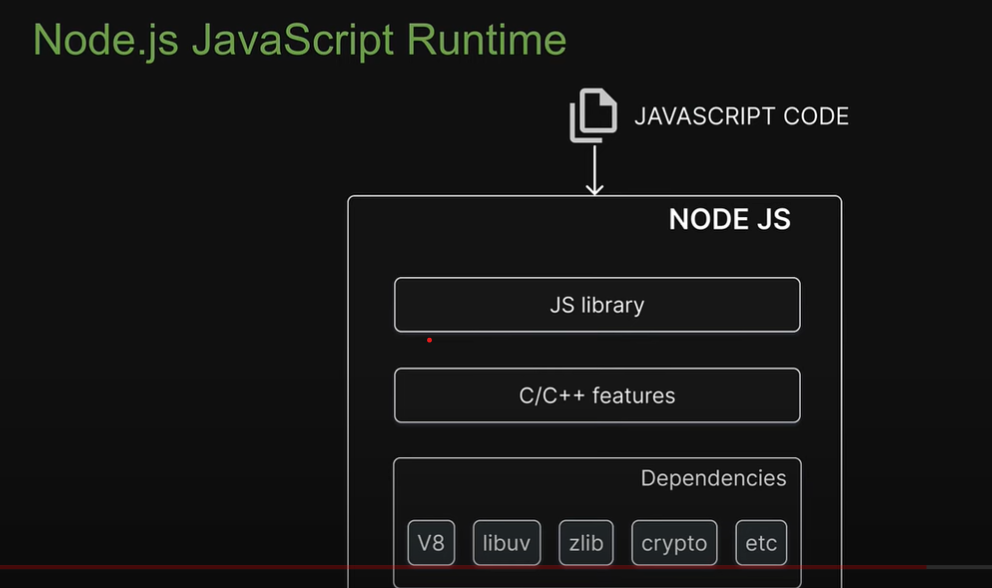 Node.js JavaScript Runtime
JAVASCRIPT CODE
NODE JS
JS library
C/C++ features
Dependencies
V8 libuv zlib crypto etc